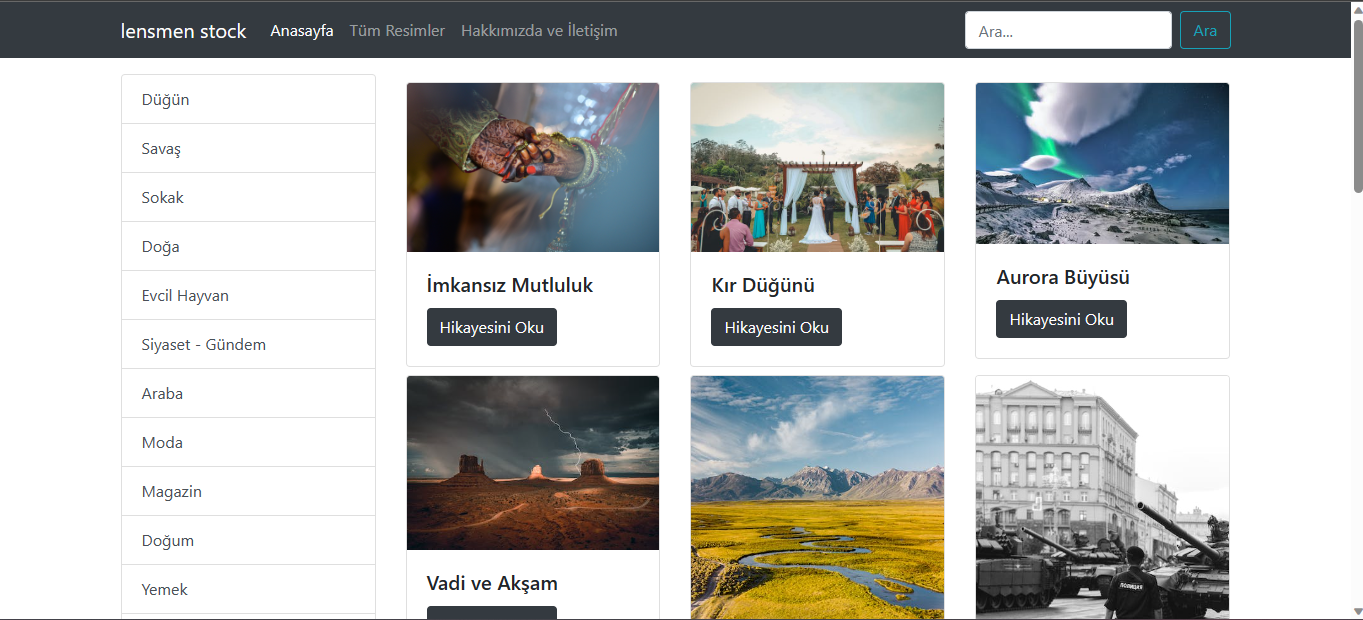 lensmen stock Anasayfa Tüm Resimler Hakkımızda ve İletişim Ara... Ara
Düğün
Savaş
Sokak
Doğa
Evcil Hayvan
Siyaset - Gündem
Araba
Moda
Magazin
Doğum
Yemek
İmkansız Mutluluk
Hikayesini Oku
Kır Düğünü
Hikayesini Oku
Aurora Büyüsü
Hikayesini Oku
Vadi ve Akşam
ПОЛИЦИЯ